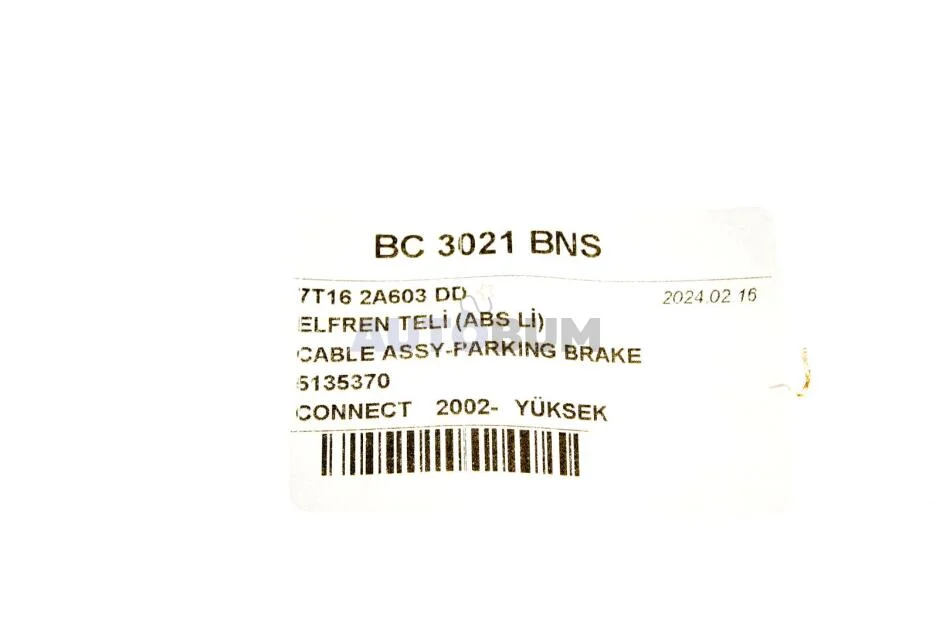 BC 3021 BNS
7T16 2A603 DD
2024.02 16
ELFREN TELİ (ABS Lİ)
AUTOBUM
CABLE ASSY-PARKING BRAKE
5135370
CONNECT 2002- YÜKSEK